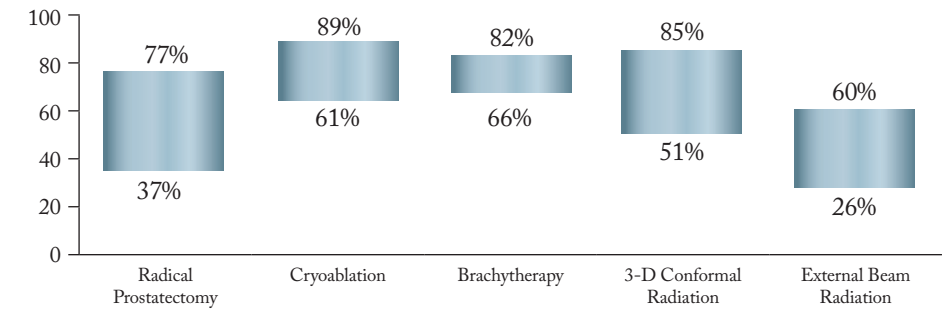 100
80
60
40
20
0
77%
37%
89%
61%
82%
66%
85%
51%
60%
26%
Radical
Prostatectomy
Cryoablation
Brachytherapy
3-D Conformal
Radiation
External Beam
Radiation